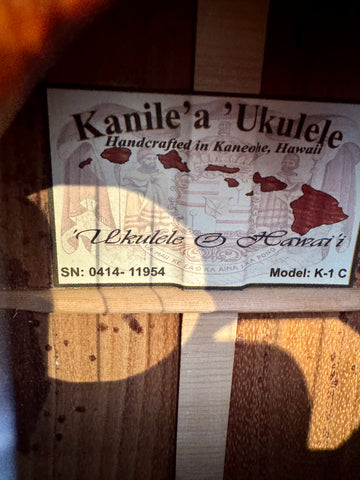 Kanile'a 'Ukulele
Handcrafted in Kaneohe, Hawaii
'Ukulele O Hawai'i
SN: 0414- 11954
Model: K-1 C